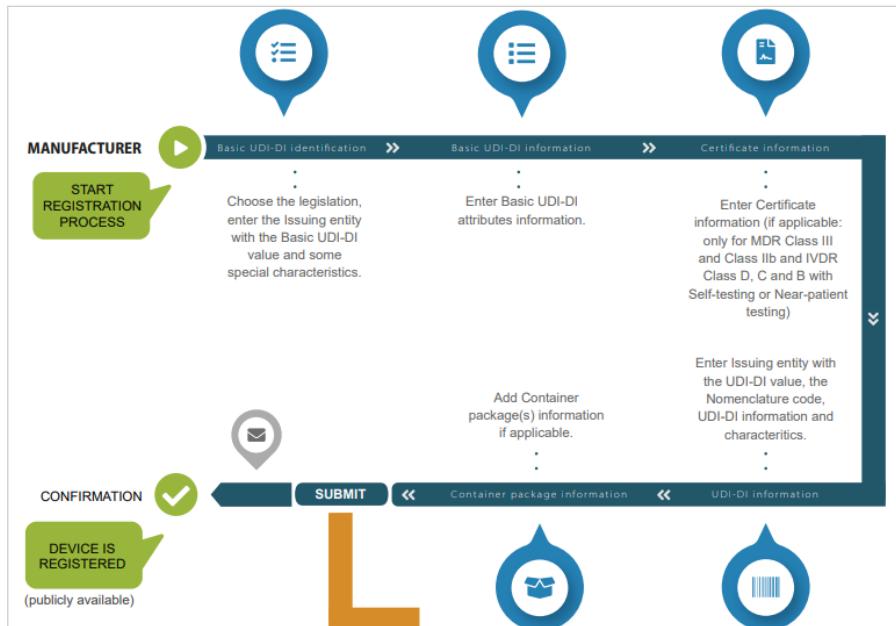 MANUFACTURER
Basic UDI-DI identification
Basic UDI-DI information
Certificate information
START
REGISTRATION
PROCESS
Choose the legislation,
enter the Issuing entity
with the Basic UDI-DI
value and some
special characteristics.
Enter Basic UDI-DI
attributes information.
Enter Certificate
information (if applicable:
only for MDR Class III
and Class IIb and IVDR
Class D, C and B with
Self-testing or Near-patient
testing)
Enter Issuing entity with
the UDI-DI value, the
Nomenclature code,
UDI-DI information and
characteritics.
Add Container
package(s) information
if applicable.
CONFIRMATION
SUBMIT
Container package information
UDI-DI information
DEVICE IS
REGISTERED
(publicly available)